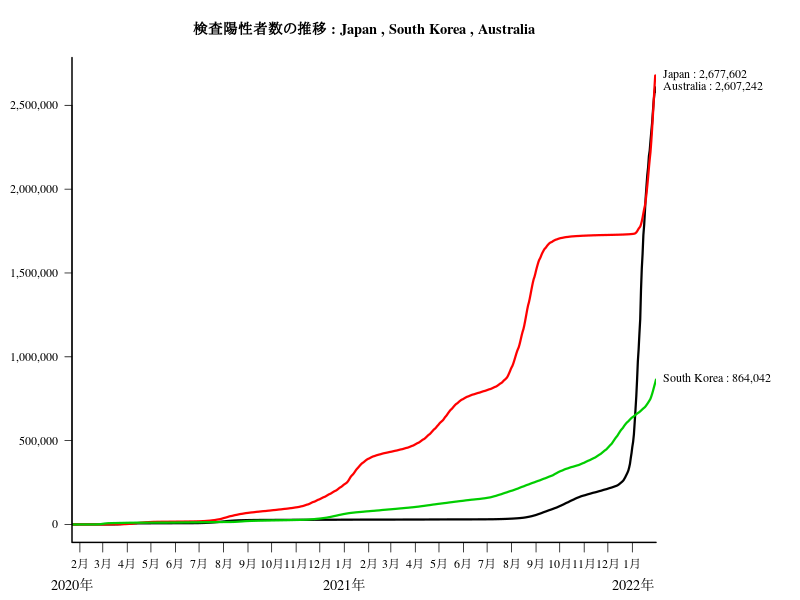 検査陽性者数の推移 : Japan , South Korea , Australia
Japan : 2,677,602
Australia : 2,607,242
2,500,000
2,000,000
1,500,000
1,000,000
South Korea : 864,042
500,000
0
2月 3月 4月 5月 6月 7月 8月 9月 10月 11月 12月 1月 2月 3月 4月 5月 6月 7月 8月 9月 10月 11月 12月 1月
2020年 2021年 2022年